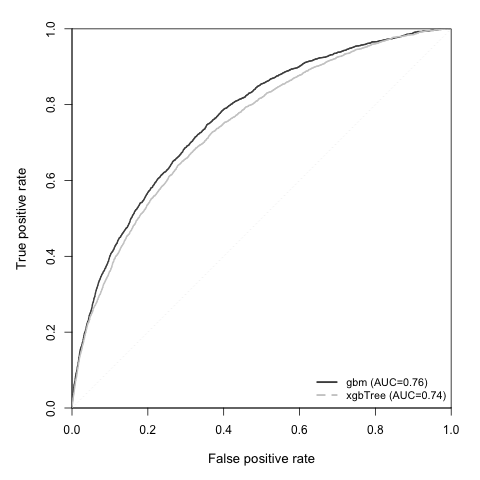 1.0
0.8
0.6
0.4
0.2
0.0
True positive rate
gbm (AUC=0.76)
xgbTree (AUC=0.74)
0.0 0.2 0.4 0.6 0.8 1.0
False positive rate